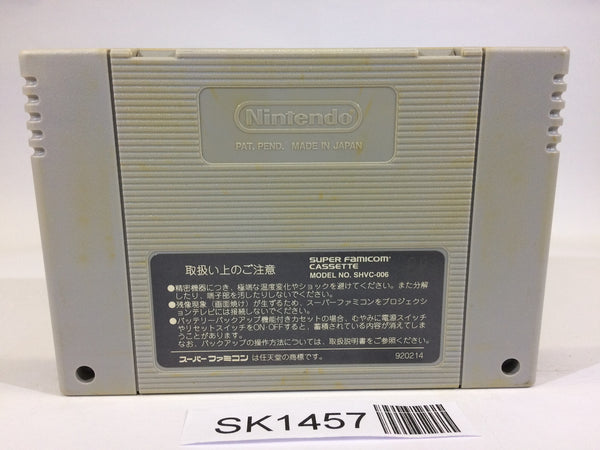 Nintendo
PAT. PEND. MADE IN JAPAN
取扱い上のご注意
SUPER FAMICOM
CASSETTE
MODEL NO. SHVC-006
●精密機器につき、極端な温度変化やショックを避けてください。また分解
したり、端子部を汚したりしないでください。
●残像現象（画面焼け）が生ずるため、スーパーファミコンをプロジェクシ
ョンテレビには接続しないでください。
●バッテリーバックアップ機能付きカセットの場合、むやみに電源スイッチ
やリセットスイッチをON・OFFすると、蓄積されている内容が消えてしま
うことがあります。
なお、バックアップの操作方法については、取扱説明書をご参照ください。
スーパーファミコン は任天堂の商標です。
920214
SK1457